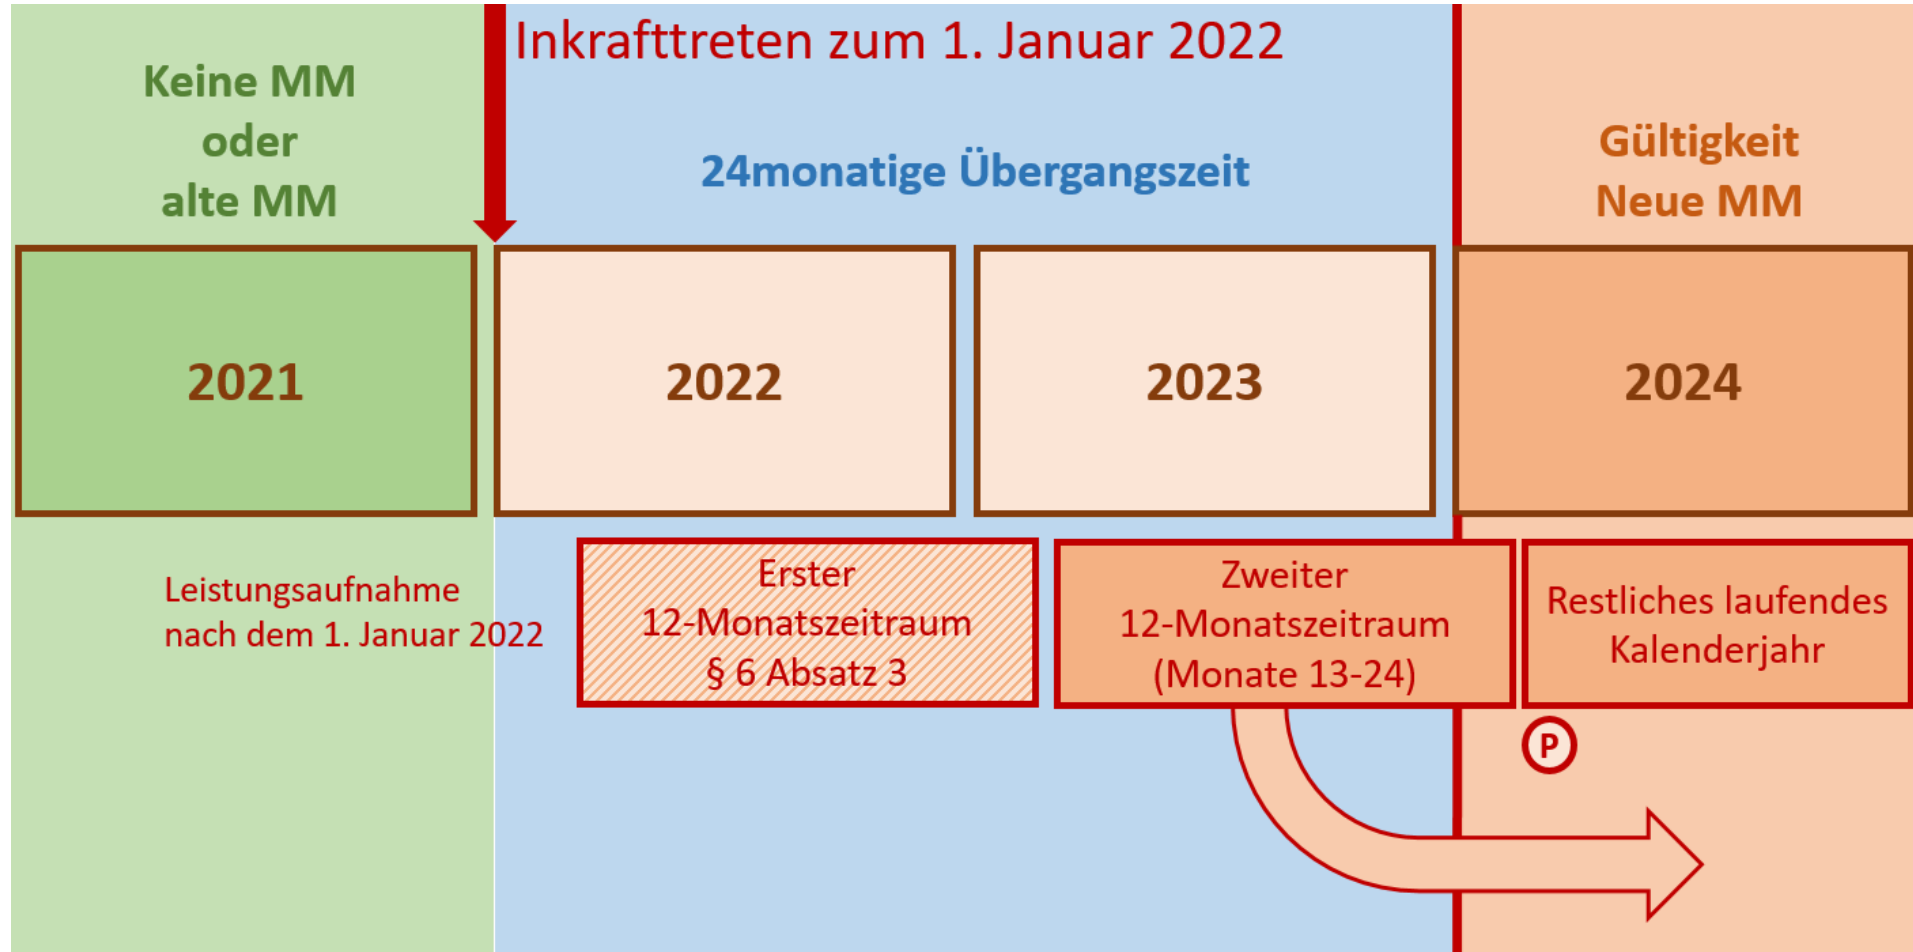 Inkrafttreten zum 1. Januar 2022
Keine MM
oder
alte MM
24monatige Übergangszeit
Gültigkeit
Neue MM
2021
2022
2023
2024
Leistungsaufnahme
nach dem 1. Januar 2022
Erster
12-Monatszeitraum
§ 6 Absatz 3
Zweiter
12-Monatszeitraum
(Monate 13-24)
Restliches laufendes
Kalenderjahr
P